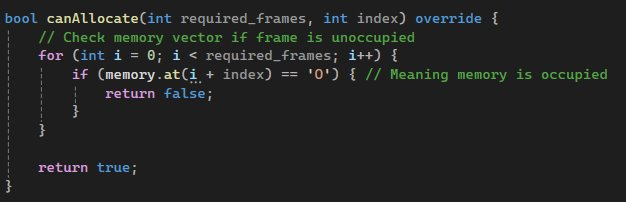 bool canAllocate(int required_frames, int index) override {
    // Check memory vector if frame is unoccupied
    for (int i = 0; i < required_frames; i++) {
        if (memory.at(i + index) == 'O') { // Meaning memory is occupied
            return false;
        }
    }

    return true;
}